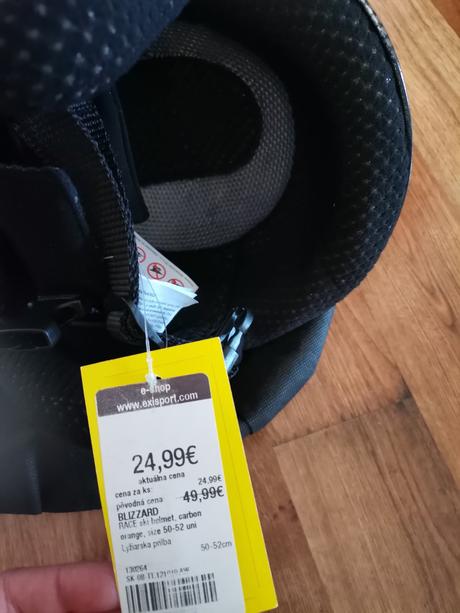 e-shop
www.exisport.com
24,99€
aktuálna cena
cena za ks: 24,99€
pôvodná cena: 49,99€
BLIZZARD
RACE ski helmet, carbon
orange, size 50-52 uni
Lyžiarska prilba
50-52cm
130264